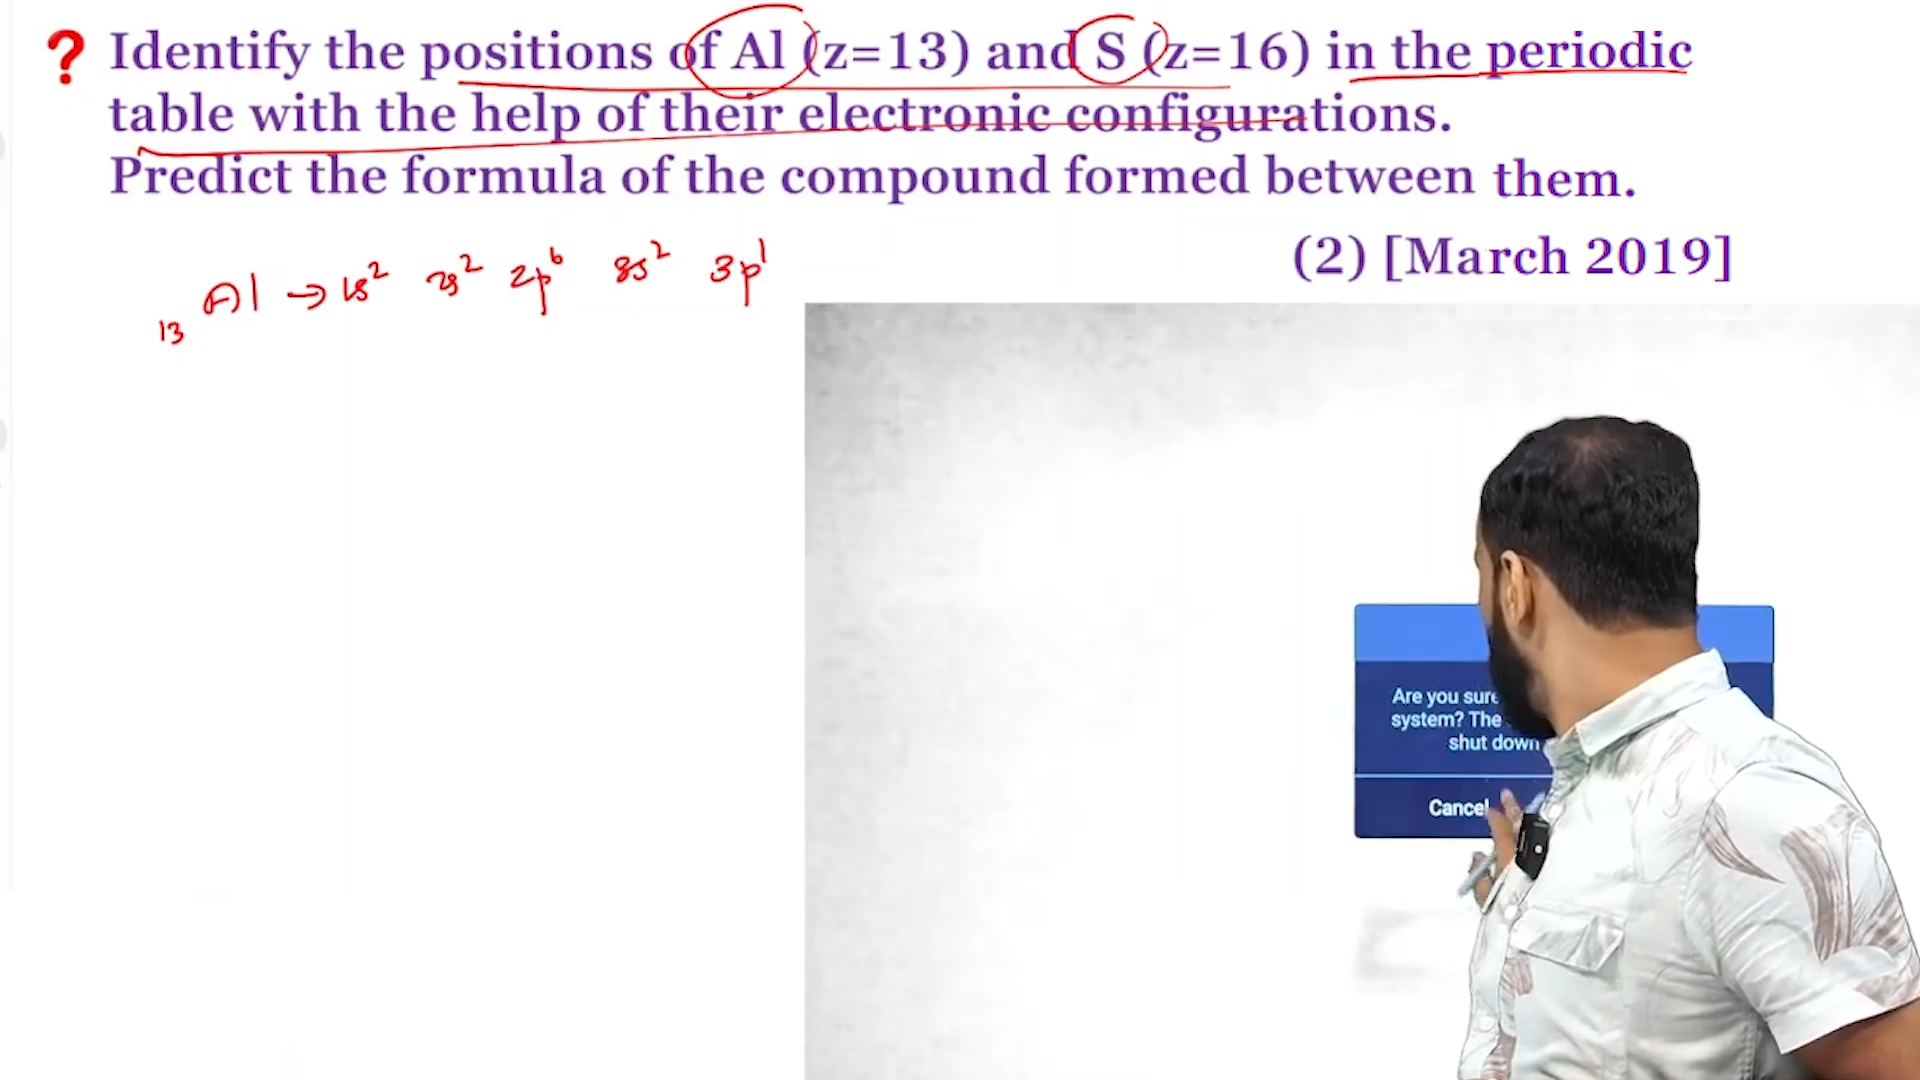 ❓ Identify the positions of Al (z=13) and S (z=16) in the periodic
table with the help of their electronic configurations.
Predict the formula of the compound formed between them.
(2) [March 2019]
₁₃Al → 1s² 2s² 2p⁶ 3s² 3p¹
Are you sure
system? The
shut down
Cancel